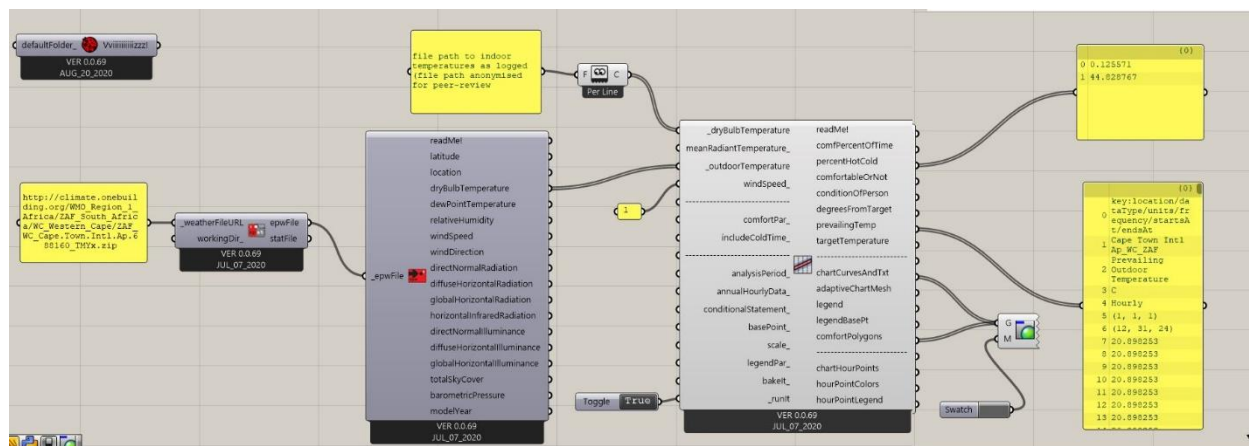 defaultFolder_
Vviiiiiiiiizzz!
VER 0.0.69
AUG_20_2020
file path to indoor
temperatures as logged
(file path anonymised
for peer-review
F
C
Per Line
http://climate.onebuil
ding.org/WMO_Region_1_
Africa/ZAF_South_Afric
a/WC_Western_Cape/ZAF_
WC_Cape.Town.Intl.Ap.6
88160_TMYx.zip
_weatherFileURL
epwFile
workingDir_
statFile
VER 0.0.69
JUL_07_2020
_epwFile
readMe!
latitude
location
dryBulbTemperature
dewPointTemperature
relativeHumidity
windSpeed
windDirection
directNormalRadiation
diffuseHorizontalRadiation
globalHorizontalRadiation
horizontalInfraredRadiation
directNormalIlluminance
diffuseHorizontalIlluminance
globalHorizontalIlluminance
totalSkyCover
barometricPressure
modelYear
VER 0.0.69
JUL_07_2020
1
Toggle
True
_dryBulbTemperature
meanRadiantTemperature_
_outdoorTemperature
windSpeed_
--------------------
comfortPar_
includeColdTime_
--------------------
analysisPeriod_
annualHourlyData_
conditionalStatement_
basePoint_
scale_
legendPar_
bakeIt_
_runIt
readMe!
comfPercentOfTime
percentHotCold
comfortableOrNot
conditionOfPerson
degreesFromTarget
prevailingTemp
targetTemperature
--------------------
chartCurvesAndTxt
adaptiveChartMesh
legend
legendBasePt
comfortPolygons
--------------------
chartHourPoints
hourPointColors
hourPointLegend
VER 0.0.69
JUL_07_2020
G
M
Swatch
{0}
0 0.125571
1 44.828767
{0}
0 key:location/da
taType/units/fr
equency/startsA
t/endsAt
1 Cape Town Intl
Ap_WC_ZAF
2 Prevailing
Outdoor
Temperature
3 C
4 Hourly
5 (1, 1, 1)
6 (12, 31, 24)
7 20.898253
8 20.898253
9 20.898253
10 20.898253
11 20.898253
12 20.898253
13 20.898253